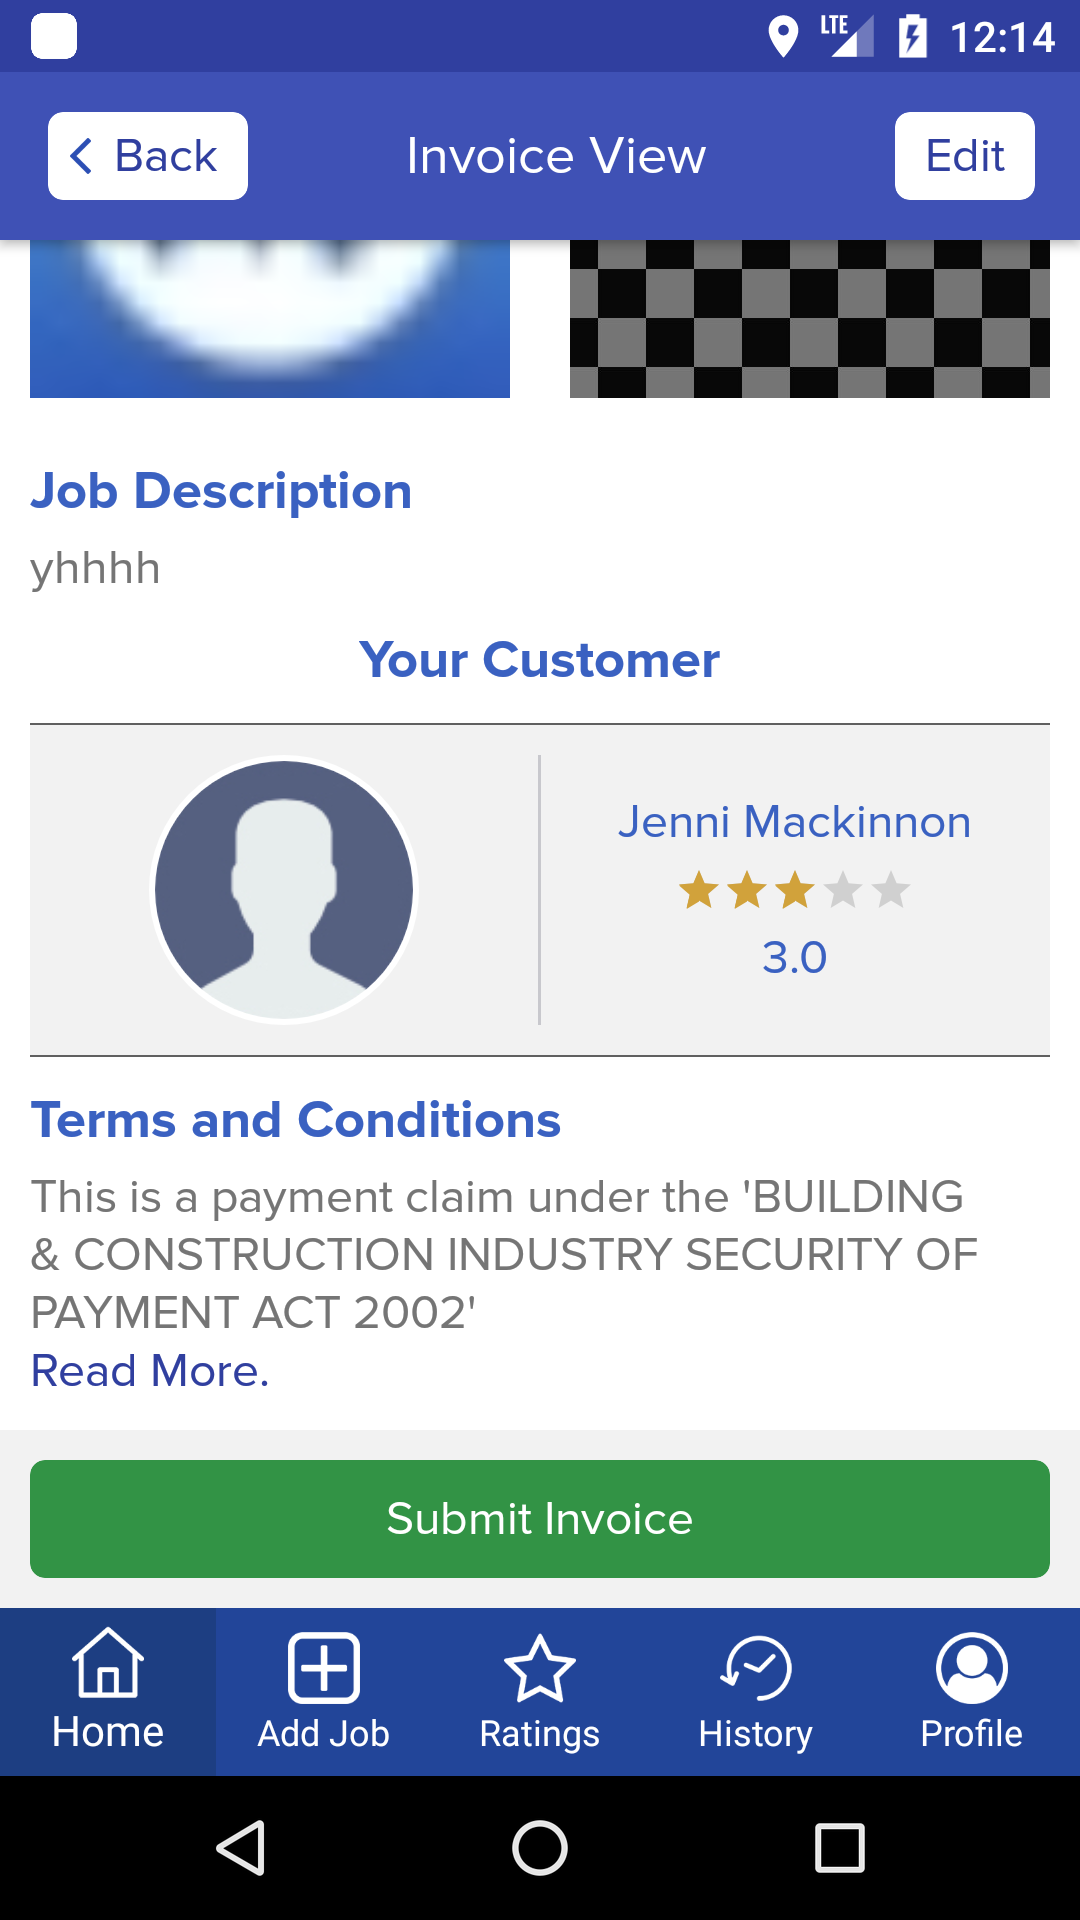 LTE 12:14
Back Invoice View Edit
Job Description
yhhhh
Your Customer
Jenni Mackinnon
3.0
Terms and Conditions
This is a payment claim under the 'BUILDING
& CONSTRUCTION INDUSTRY SECURITY OF
PAYMENT ACT 2002'
Read More.
Submit Invoice
Home Add Job Ratings History Profile